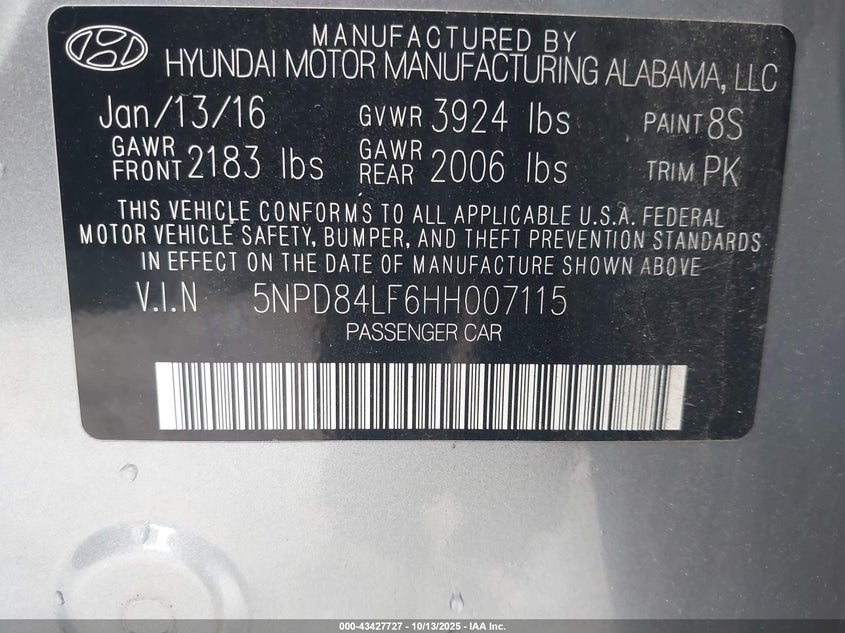 MANUFACTURED BY
HYUNDAI MOTOR MANUFACTURING ALABAMA, LLC
Jan/13/16 GVWR 3924 lbs PAINT 8S
GAWR FRONT 2183 lbs GAWR REAR 2006 lbs TRIM PK
THIS VEHICLE CONFORMS TO ALL APPLICABLE U.S.A. FEDERAL
MOTOR VEHICLE SAFETY, BUMPER, AND THEFT PREVENTION STANDARDS
IN EFFECT ON THE DATE OF MANUFACTURE SHOWN ABOVE
V.I.N 5NPD84LF6HH007115
PASSENGER CAR
000-43427727 - 10/13/2025 - IAA Inc.